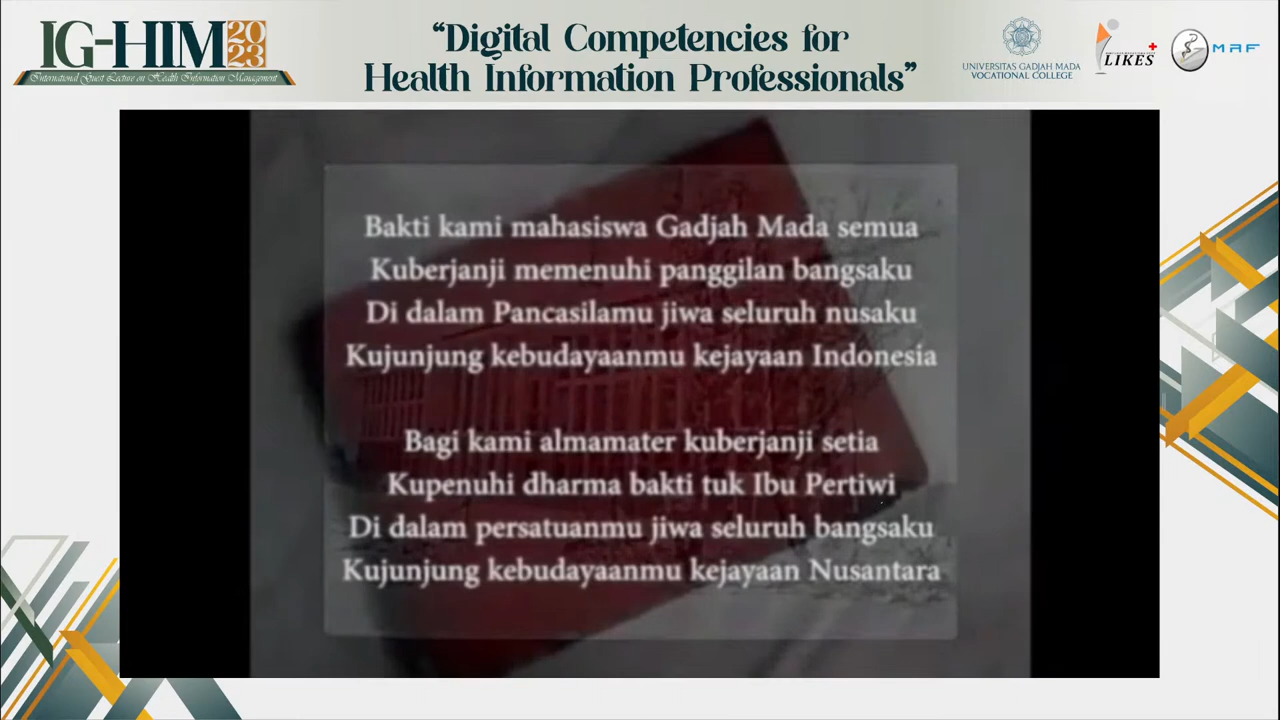 IG-HIM 2023
International Guest Lecture on Health Information Management
"Digital Competencies for
Health Information Professionals"
UNIVERSITAS GADJAH MADA
VOCATIONAL COLLEGE
LIKES
MAF
Bakti kami mahasiswa Gadjah Mada semua
Kuberjanji memenuhi panggilan bangsaku
Di dalam Pancasilamu jiwa seluruh nusaku
Kujunjung kebudayaanmu kejayaan Indonesia
Bagi kami almamater kuberjanji setia
Kupenuhi dharma bakti tuk Ibu Pertiwi
Di dalam persatuanmu jiwa seluruh bangsaku
Kujunjung kebudayaanmu kejayaan Nusantara